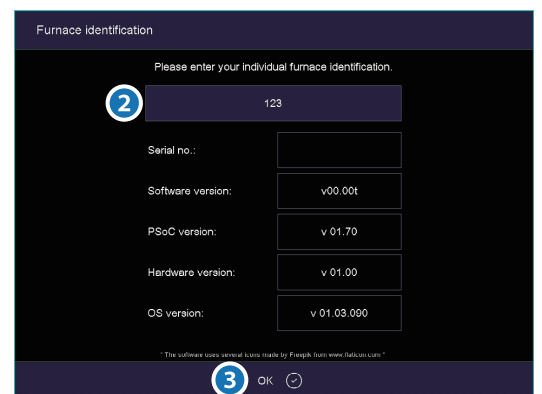 Furnace identification
Please enter your individual furnace identification.
2 123
Serial no.:
Software version: v00.00t
PSoC version: v 01.70
Hardware version: v 01.00
OS version: v 01.03.090
" The software uses several icons made by Freepik from www.flaticon.com "
3 OK